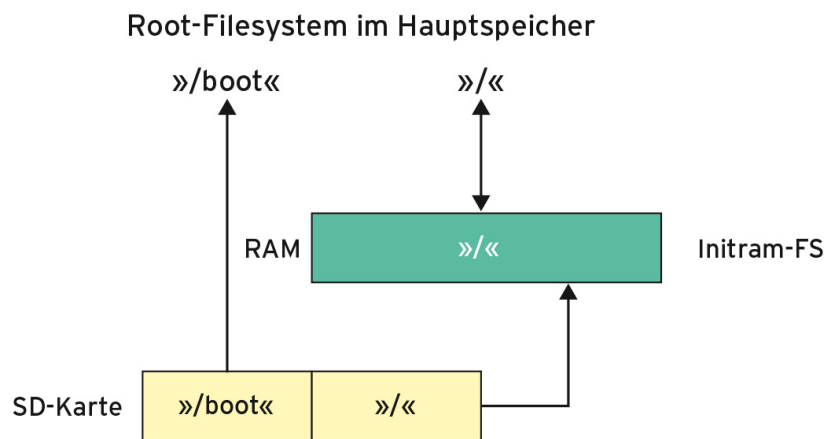 Root-Filesystem im Hauptspeicher
»/boot« »/«
RAM »/« Initram-FS
SD-Karte »/boot« »/«